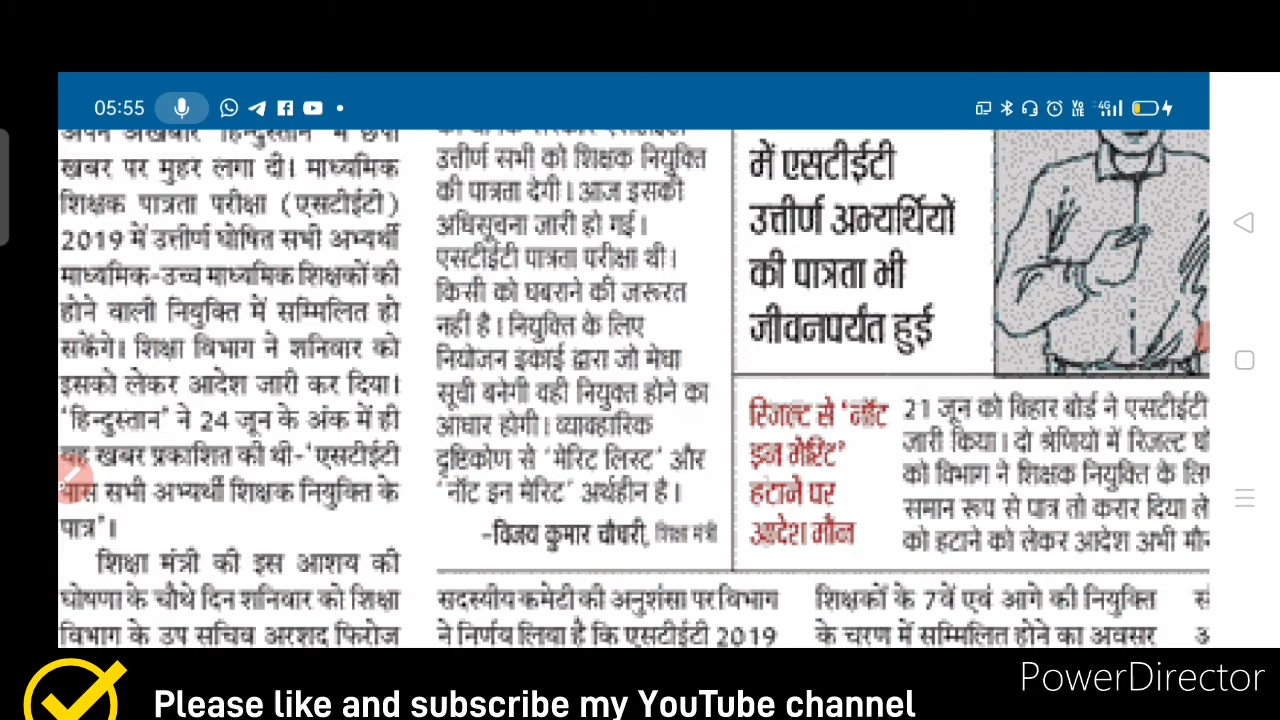 05:55
4G
अपने अखबार 'हिन्दुस्तान' में छपी
खबर पर मुहर लगा दी। माध्यमिक
शिक्षक पात्रता परीक्षा (एसटीईटी)
2019 में उत्तीर्ण घोषित सभी अभ्यर्थी
माध्यमिक-उच्च माध्यमिक शिक्षकों की
होने वाली नियुक्ति में सम्मिलित हो
सकेंगे। शिक्षा विभाग ने शनिवार को
इसको लेकर आदेश जारी कर दिया।
'हिन्दुस्तान' ने 24 जून के अंक में ही
यह खबर प्रकाशित की थी-'एसटीईटी
पास सभी अभ्यर्थी शिक्षक नियुक्ति के
पात्र'।
शिक्षा मंत्री की इस आशय की
घोषणा के चौथे दिन शनिवार को शिक्षा
विभाग के उप सचिव अरशद फिरोज
उत्तीर्ण सभी को शिक्षक नियुक्ति
की पात्रता देगी। आज इसकी
अधिसूचना जारी हो गई।
एसटीईटी पात्रता परीक्षा थी।
किसी को घबराने की जरूरत
नहीं है। नियुक्ति के लिए
नियोजन इकाई द्वारा जो मेधा
सूची बनेगी वही नियुक्त होने का
आधार होगी। व्यावहारिक
दृष्टिकोण से 'मेरिट लिस्ट' और
'नॉट इन मेरिट' अर्थहीन है।
-विजय कुमार चौधरी, शिक्षा मंत्री
में एसटीईटी
उत्तीर्ण अभ्यर्थियों
की पात्रता भी
जीवनपर्यंत हुई
रिजल्ट से 'नॉट
इन मेरिट'
हटाने पर
आदेश मौन
21 जून को बिहार बोर्ड ने एसटीईटी
जारी किया। दो श्रेणियों में रिजल्ट
को विभाग ने शिक्षक नियुक्ति के
समान रूप से पात्र तो करार दिया
को हटाने को लेकर आदेश अभी
सदस्यीय कमेटी की अनुशंसा पर विभाग
ने निर्णय लिया है कि एसटीईटी 2019
शिक्षकों के 7वें एवं आगे की नियुक्ति
के चरण में सम्मिलित होने का अवसर
PowerDirector
Please like and subscribe my YouTube channel